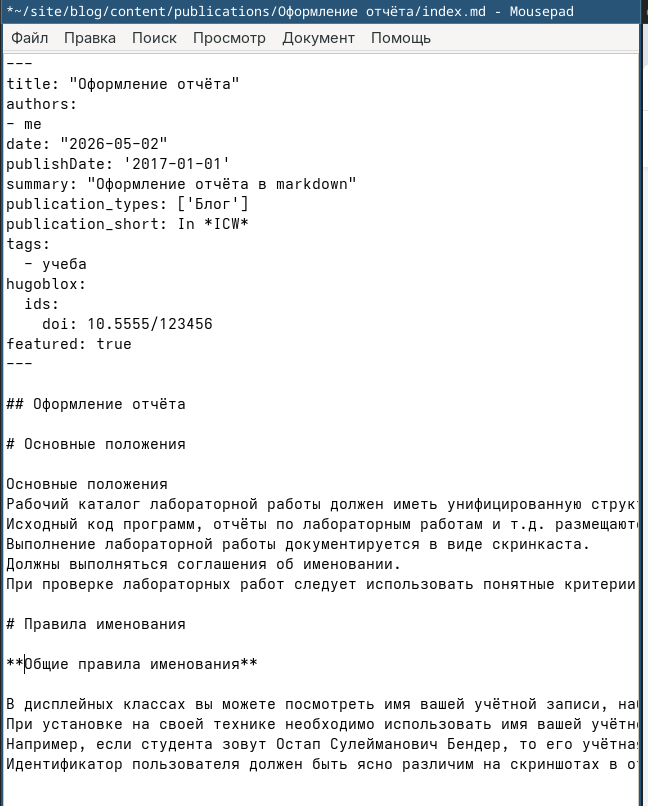 *~/site/blog/content/publications/Оформление отчёта/index.md - Mousepad
Файл Правка Поиск Просмотр Документ Помощь
---
title: "Оформление отчёта"
authors:
- me
date: "2026-05-02"
publishDate: '2017-01-01'
summary: "Оформление отчёта в markdown"
publication_types: ['Блог']
publication_short: In *ICW*
tags:
  - учеба
hugoblox:
  ids:
    doi: 10.5555/123456
featured: true
---
## Оформление отчёта
# Основные положения
Основные положения
Рабочий каталог лабораторной работы должен иметь унифицированную
Исходный код программ, отчёты по лабораторным работам и т.д.
Выполнение лабораторной работы документируется в виде скринкаста.
Должны выполняться соглашения об именовании.
При проверке лабораторных работ следует использовать понятные критерии
# Правила именования
**Общие правила именования**
В дисплейных классах вы можете посмотреть имя вашей учётной записи,
При установке на своей технике необходимо использовать имя вашей
Например, если студента зовут Остап Сулейманович Бендер, то его
Идентификатор пользователя должен быть ясно различим на скриншотах в